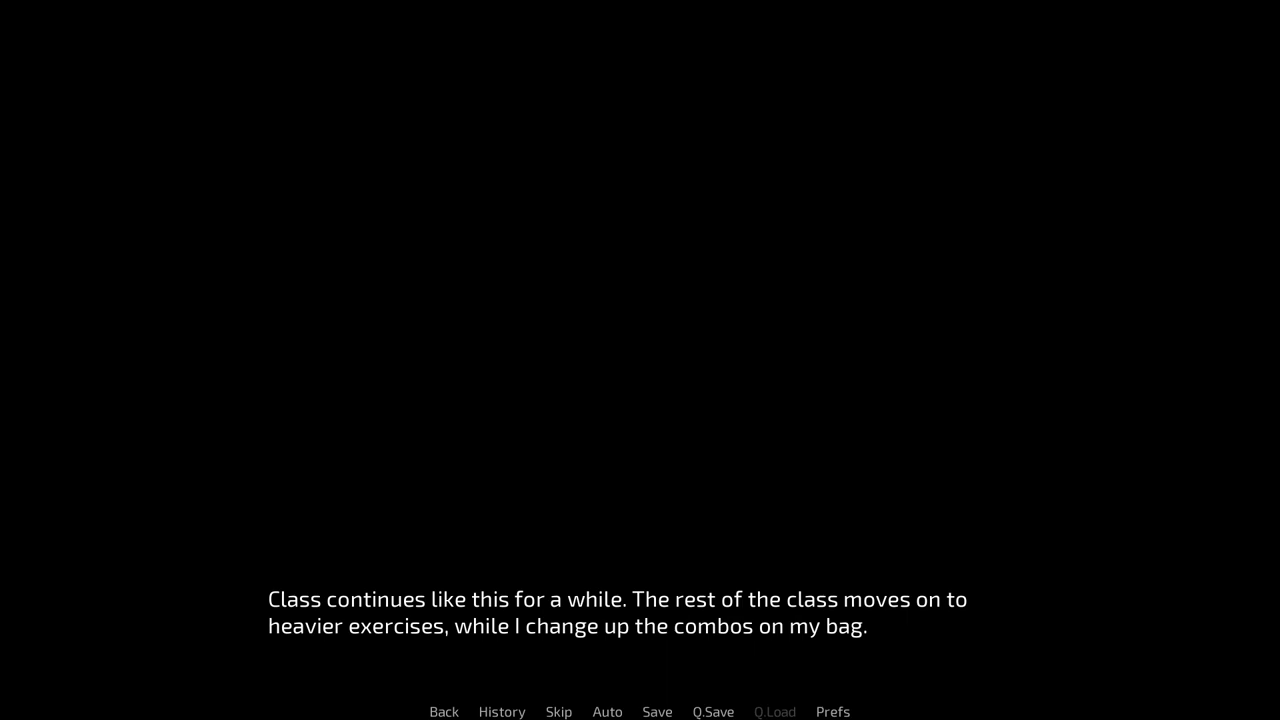 Class continues like this for a while. The rest of the class moves on to
heavier exercises, while I change up the combos on my bag.
Back History Skip Auto Save Q.Save Q.Load Prefs